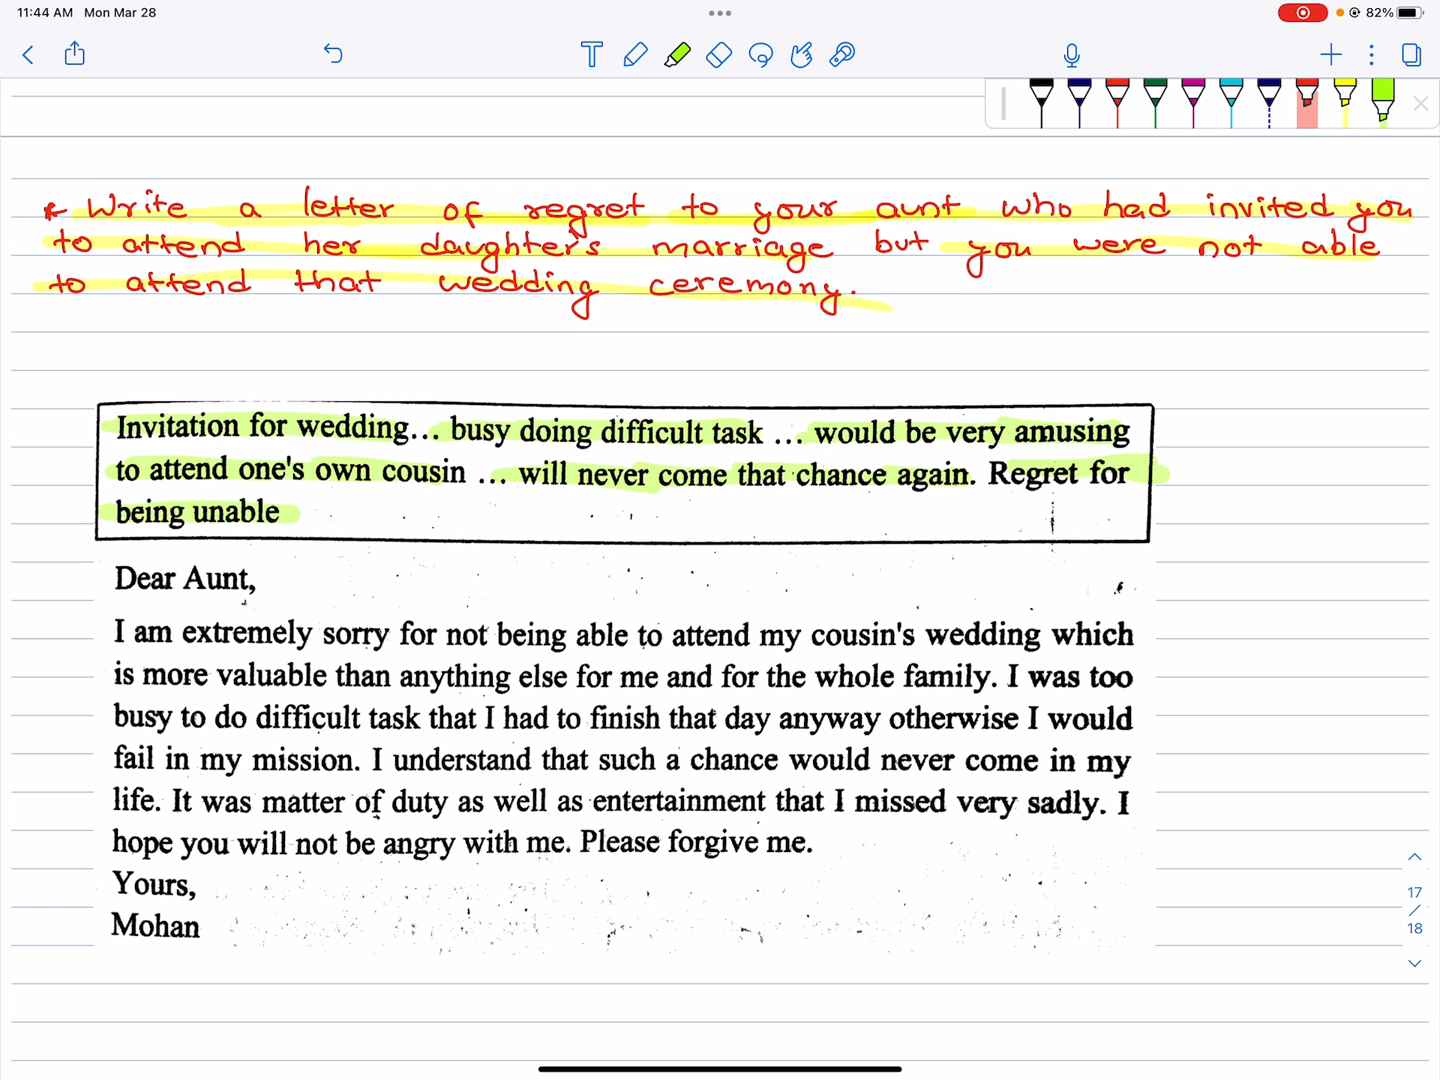 11:44 AM Mon Mar 28
82%
* Write a letter of regret to your aunt who had invited you
to attend her daughter's marriage but you were not able
to attend that wedding ceremony.
Invitation for wedding... busy doing difficult task ... would be very amusing
to attend one's own cousin ... will never come that chance again. Regret for
being unable
Dear Aunt,
I am extremely sorry for not being able to attend my cousin's wedding which
is more valuable than anything else for me and for the whole family. I was too
busy to do difficult task that I had to finish that day anyway otherwise I would
fail in my mission. I understand that such a chance would never come in my
life. It was matter of duty as well as entertainment that I missed very sadly. I
hope you will not be angry with me. Please forgive me.
Yours,
Mohan
17
/
18